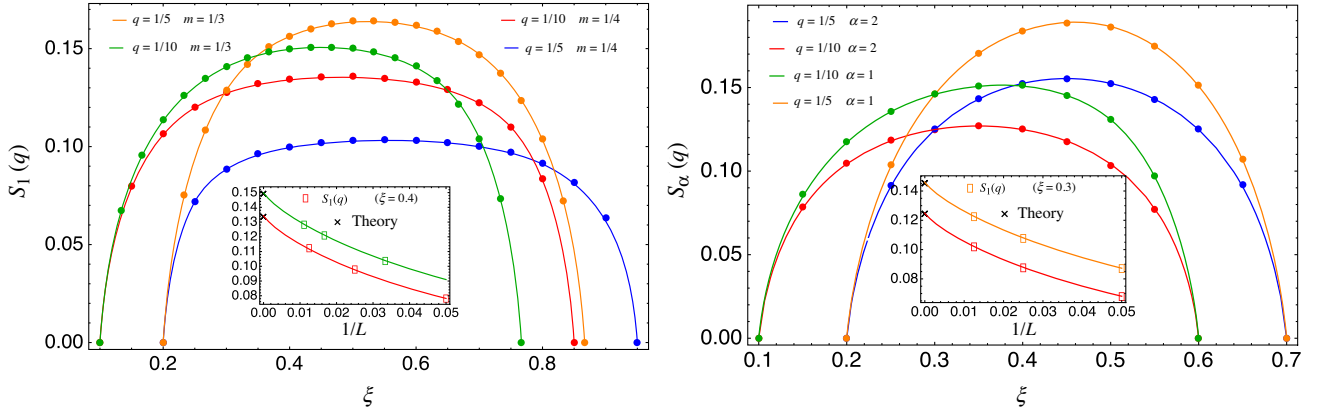 q = 1/5 m = 1/3
q = 1/10 m = 1/3
q = 1/10 m = 1/4
q = 1/5 m = 1/4
S₁(q)
0.15
0.10
0.05
0.00
0.2 0.4 0.6 0.8
ξ
0.15
0.14
0.13
0.12
0.11
0.10
0.09
0.08
0.00 0.01 0.02 0.03 0.04 0.05
1/L
S₁(q) (ξ = 0.4)
× Theory
q = 1/5 α = 2
q = 1/10 α = 2
q = 1/10 α = 1
q = 1/5 α = 1
Sα(q)
0.15
0.10
0.05
0.00
0.1 0.2 0.3 0.4 0.5 0.6 0.7
ξ
0.14
0.12
0.10
0.08
0.00 0.01 0.02 0.03 0.04 0.05
1/L
S₁(q) (ξ = 0.3)
× Theory